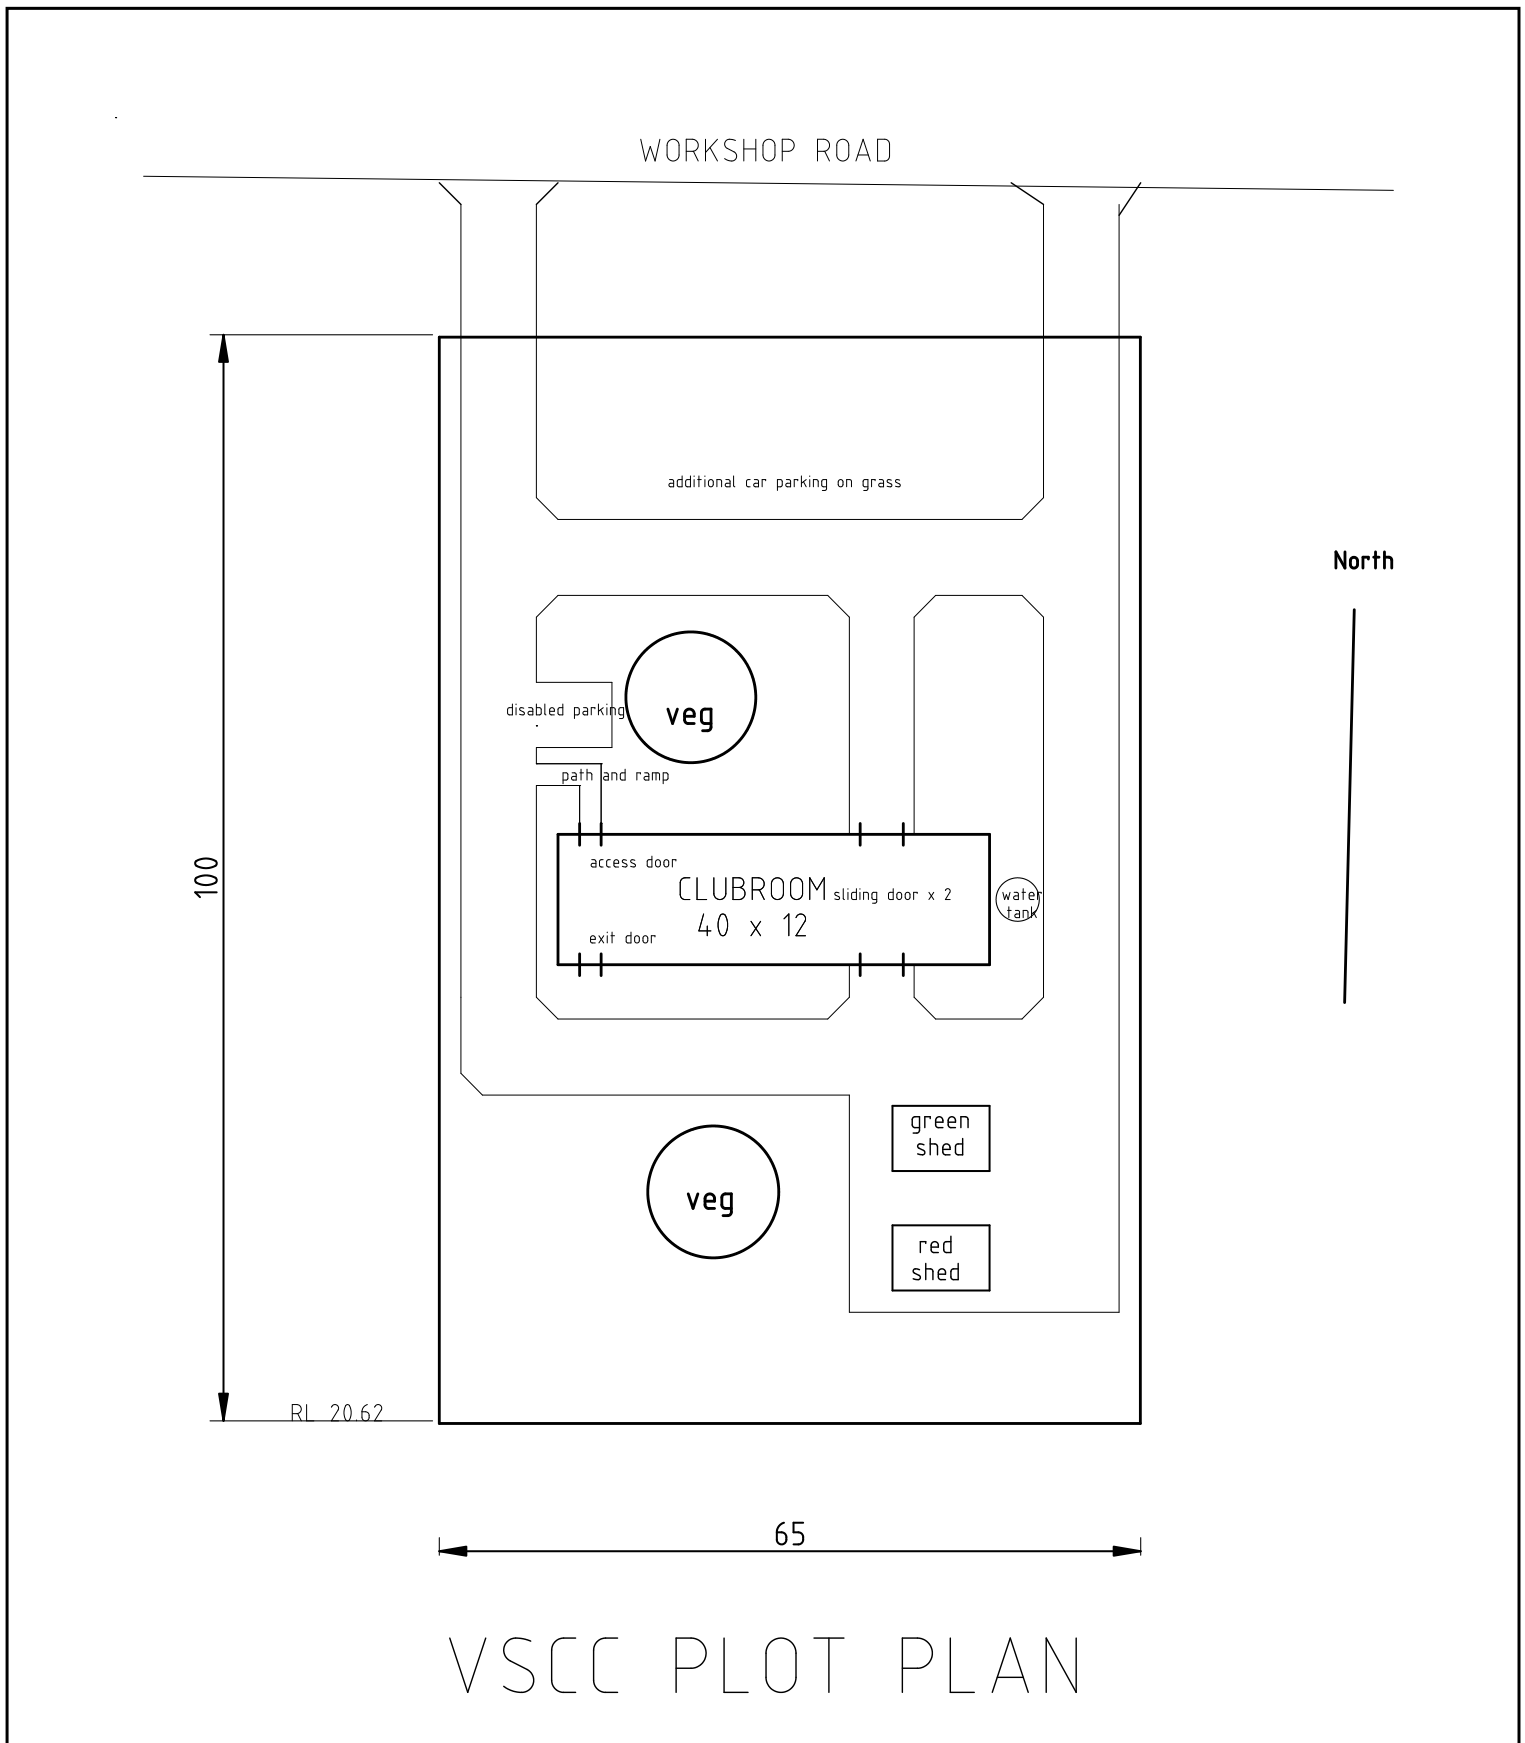 WORKSHOP ROAD
additional car parking on grass
North
disabled parking
veg
path and ramp
100
access door
CLUBROOM
sliding door x 2
water
tank
40 x 12
exit door
green
shed
veg
red
shed
RL 20.62
65
VSCC PLOT PLAN